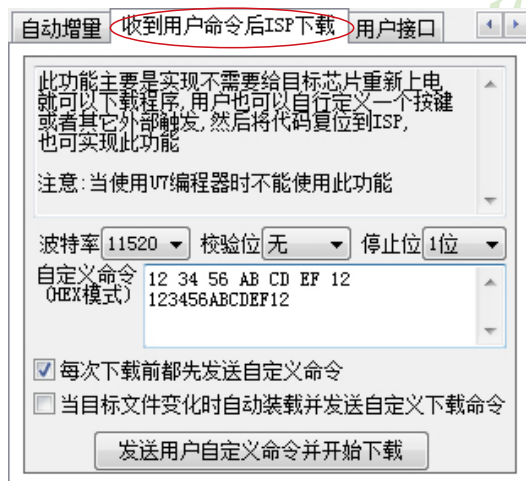 自动增量 收到用户命令后ISP下载 用户接口
此功能主要是实现不需要给目标芯片重新上电,
就可以下载程序,用户也可以自行定义一个按键
或者其它外部触发,然后将代码复位到ISP,
也可实现此功能
注意:当使用U7编程器时不能使用此功能
波特率 11520 校验位 无 停止位 1位
自定义命令
(HEX模式)
12 34 56 AB CD EF 12
123456ABCDEF12
每次下载前都先发送自定义命令
当目标文件变化时自动装载并发送自定义下载命令
发送用户自定义命令并开始下载